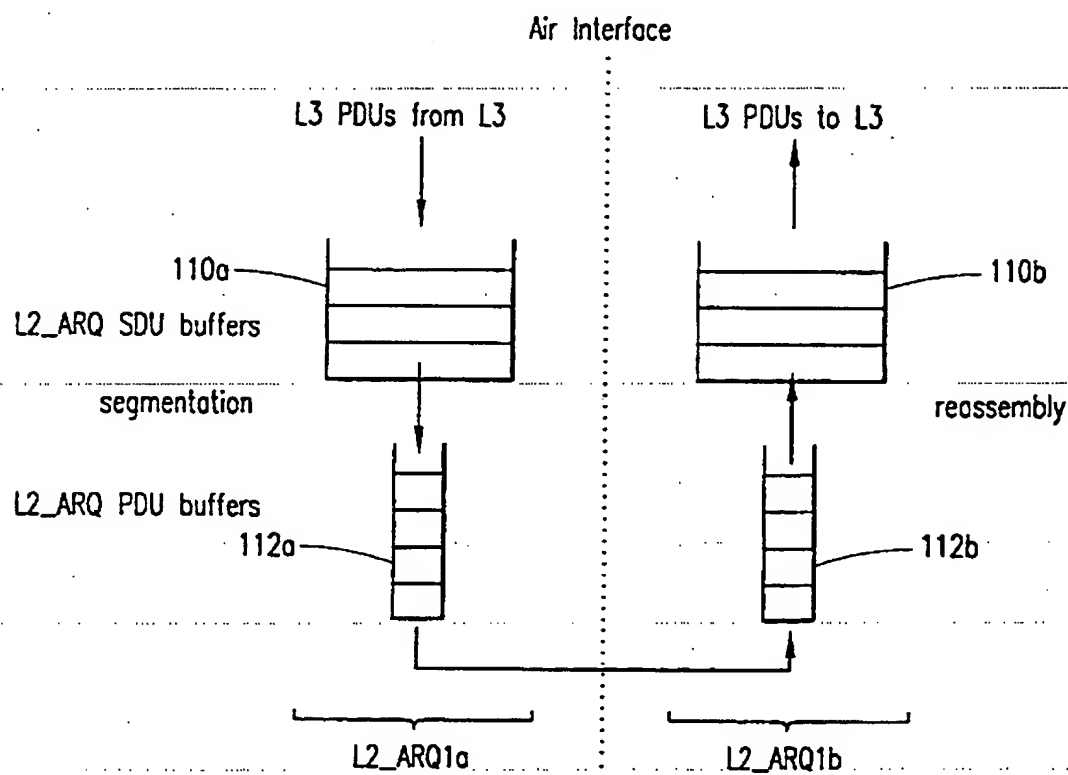 Air Interface
L3 PDUs from L3
L3 PDUs to L3
110a
110b
L2_ARQ SDU buffers
segmentation
reassembly
L2_ARQ PDU buffers
112a
112b
L2_ARQ1a
L2_ARQ1b